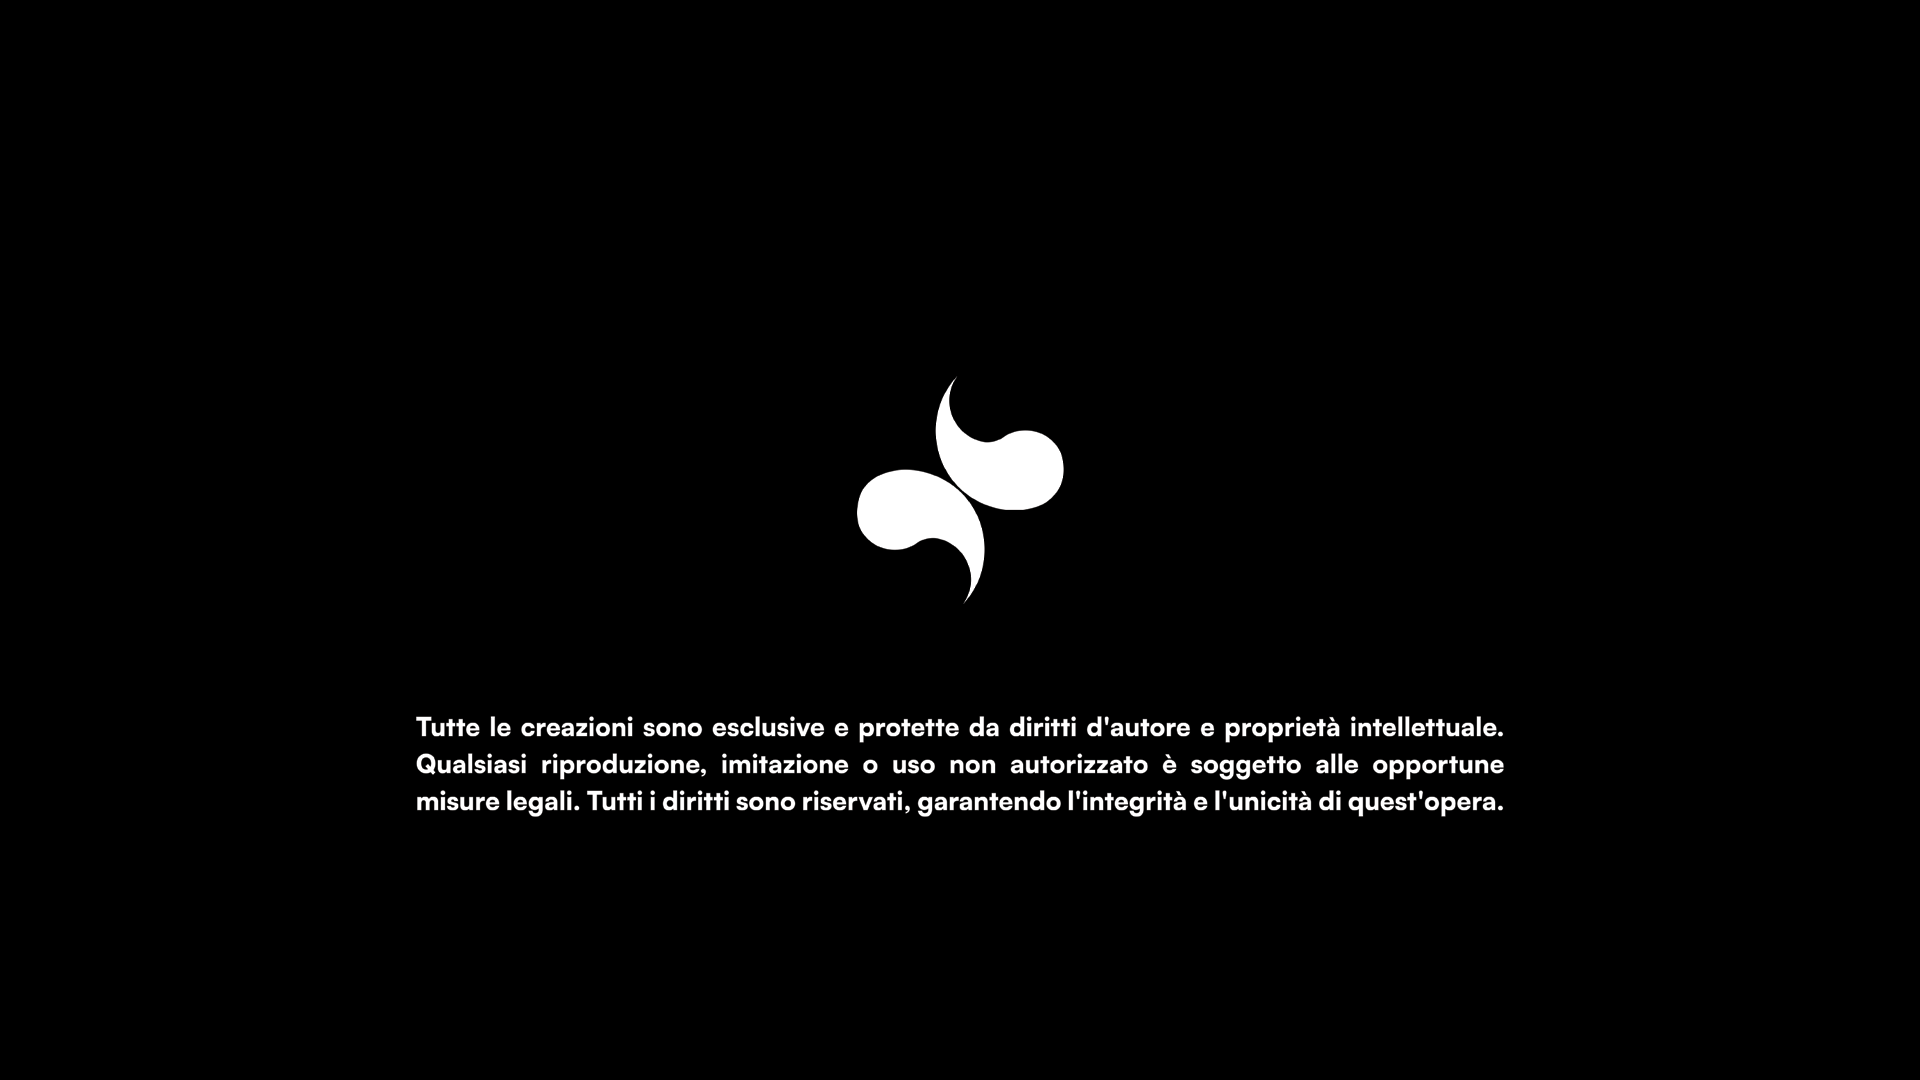 Tutte le creazioni sono esclusive e protette da diritti d'autore e proprietà intellettuale.
Qualsiasi riproduzione, imitazione o uso non autorizzato è soggetto alle opportune
misure legali. Tutti i diritti sono riservati, garantendo l'integrità e l'unicità di quest'opera.